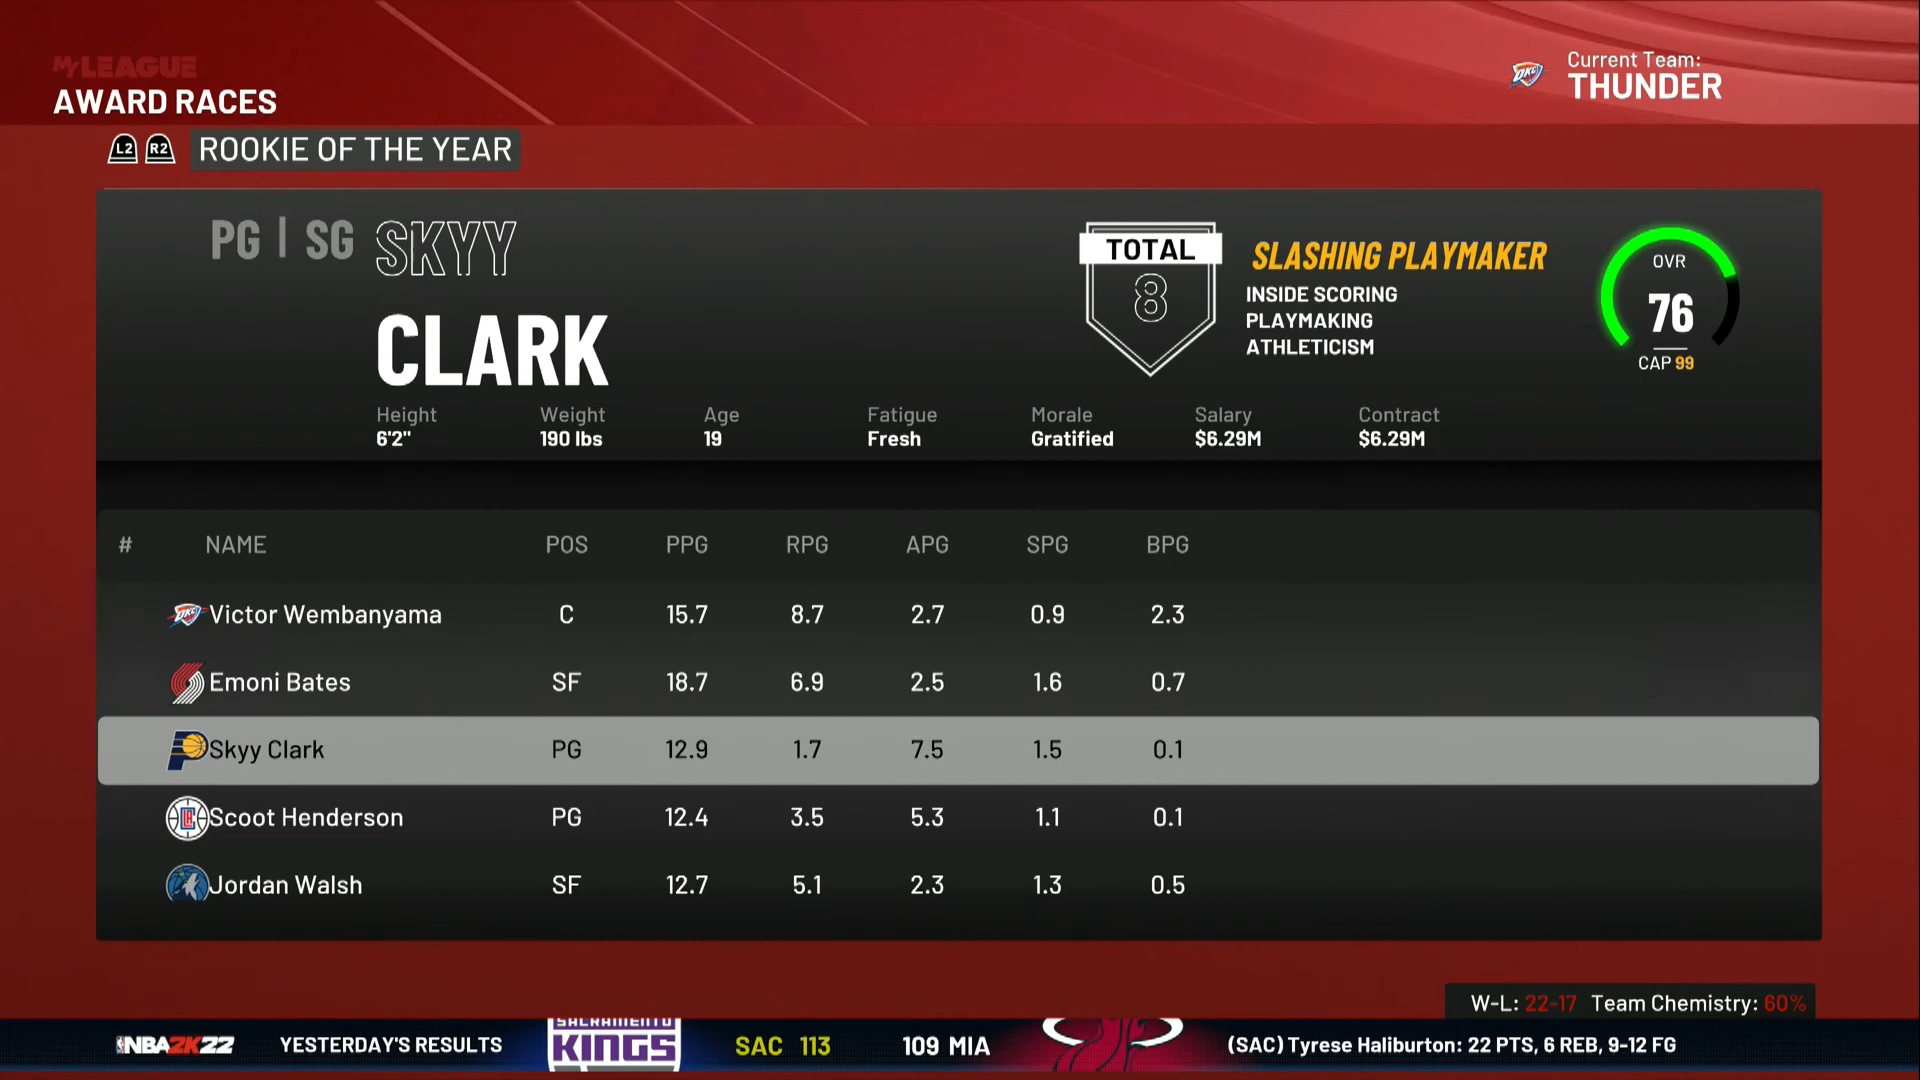 MyLEAGUE
AWARD RACES
Current Team:
THUNDER
OKC
L2 R2 ROOKIE OF THE YEAR
PG | SG SKYY
CLARK
TOTAL
8
SLASHING PLAYMAKER
INSIDE SCORING
PLAYMAKING
ATHLETICISM
OVR
76
CAP 99
Height Weight Age Fatigue Morale Salary Contract
6'2" 190 lbs 19 Fresh Gratified $6.29M $6.29M
# NAME POS PPG RPG APG SPG BPG
OKC Victor Wembanyama C 15.7 8.7 2.7 0.9 2.3
Emoni Bates SF 18.7 6.9 2.5 1.6 0.7
Skyy Clark PG 12.9 1.7 7.5 1.5 0.1
LA Scoot Henderson PG 12.4 3.5 5.3 1.1 0.1
Jordan Walsh SF 12.7 5.1 2.3 1.3 0.5
W-L: 22-17 Team Chemistry: 60%
NBA2K22 YESTERDAY'S RESULTS SACRAMENTO KINGS SAC 113 109 MIA (SAC) Tyrese Haliburton: 22 PTS, 6 REB, 9-12 FG